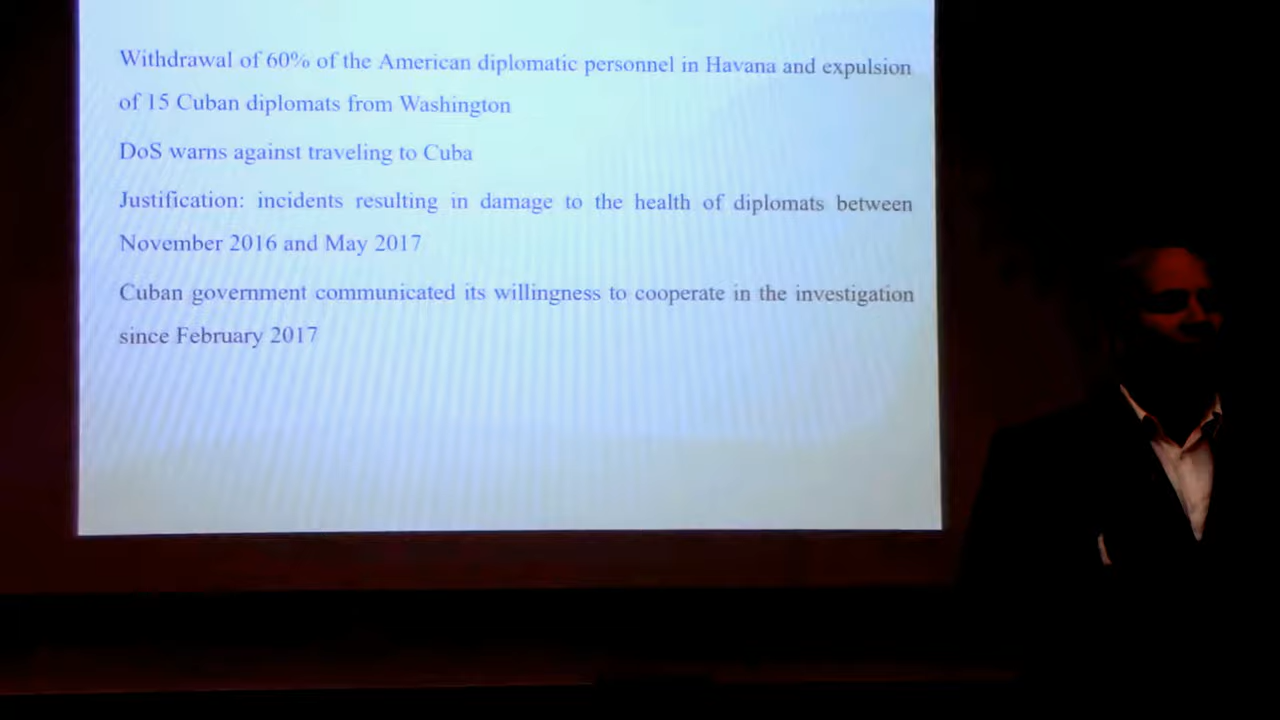 Withdrawal of 60% of the American diplomatic personnel in Havana and expulsion
of 15 Cuban diplomats from Washington
DoS warns against traveling to Cuba
Justification: incidents resulting in damage to the health of diplomats between
November 2016 and May 2017
Cuban government communicated its willingness to cooperate in the investigation
since February 2017